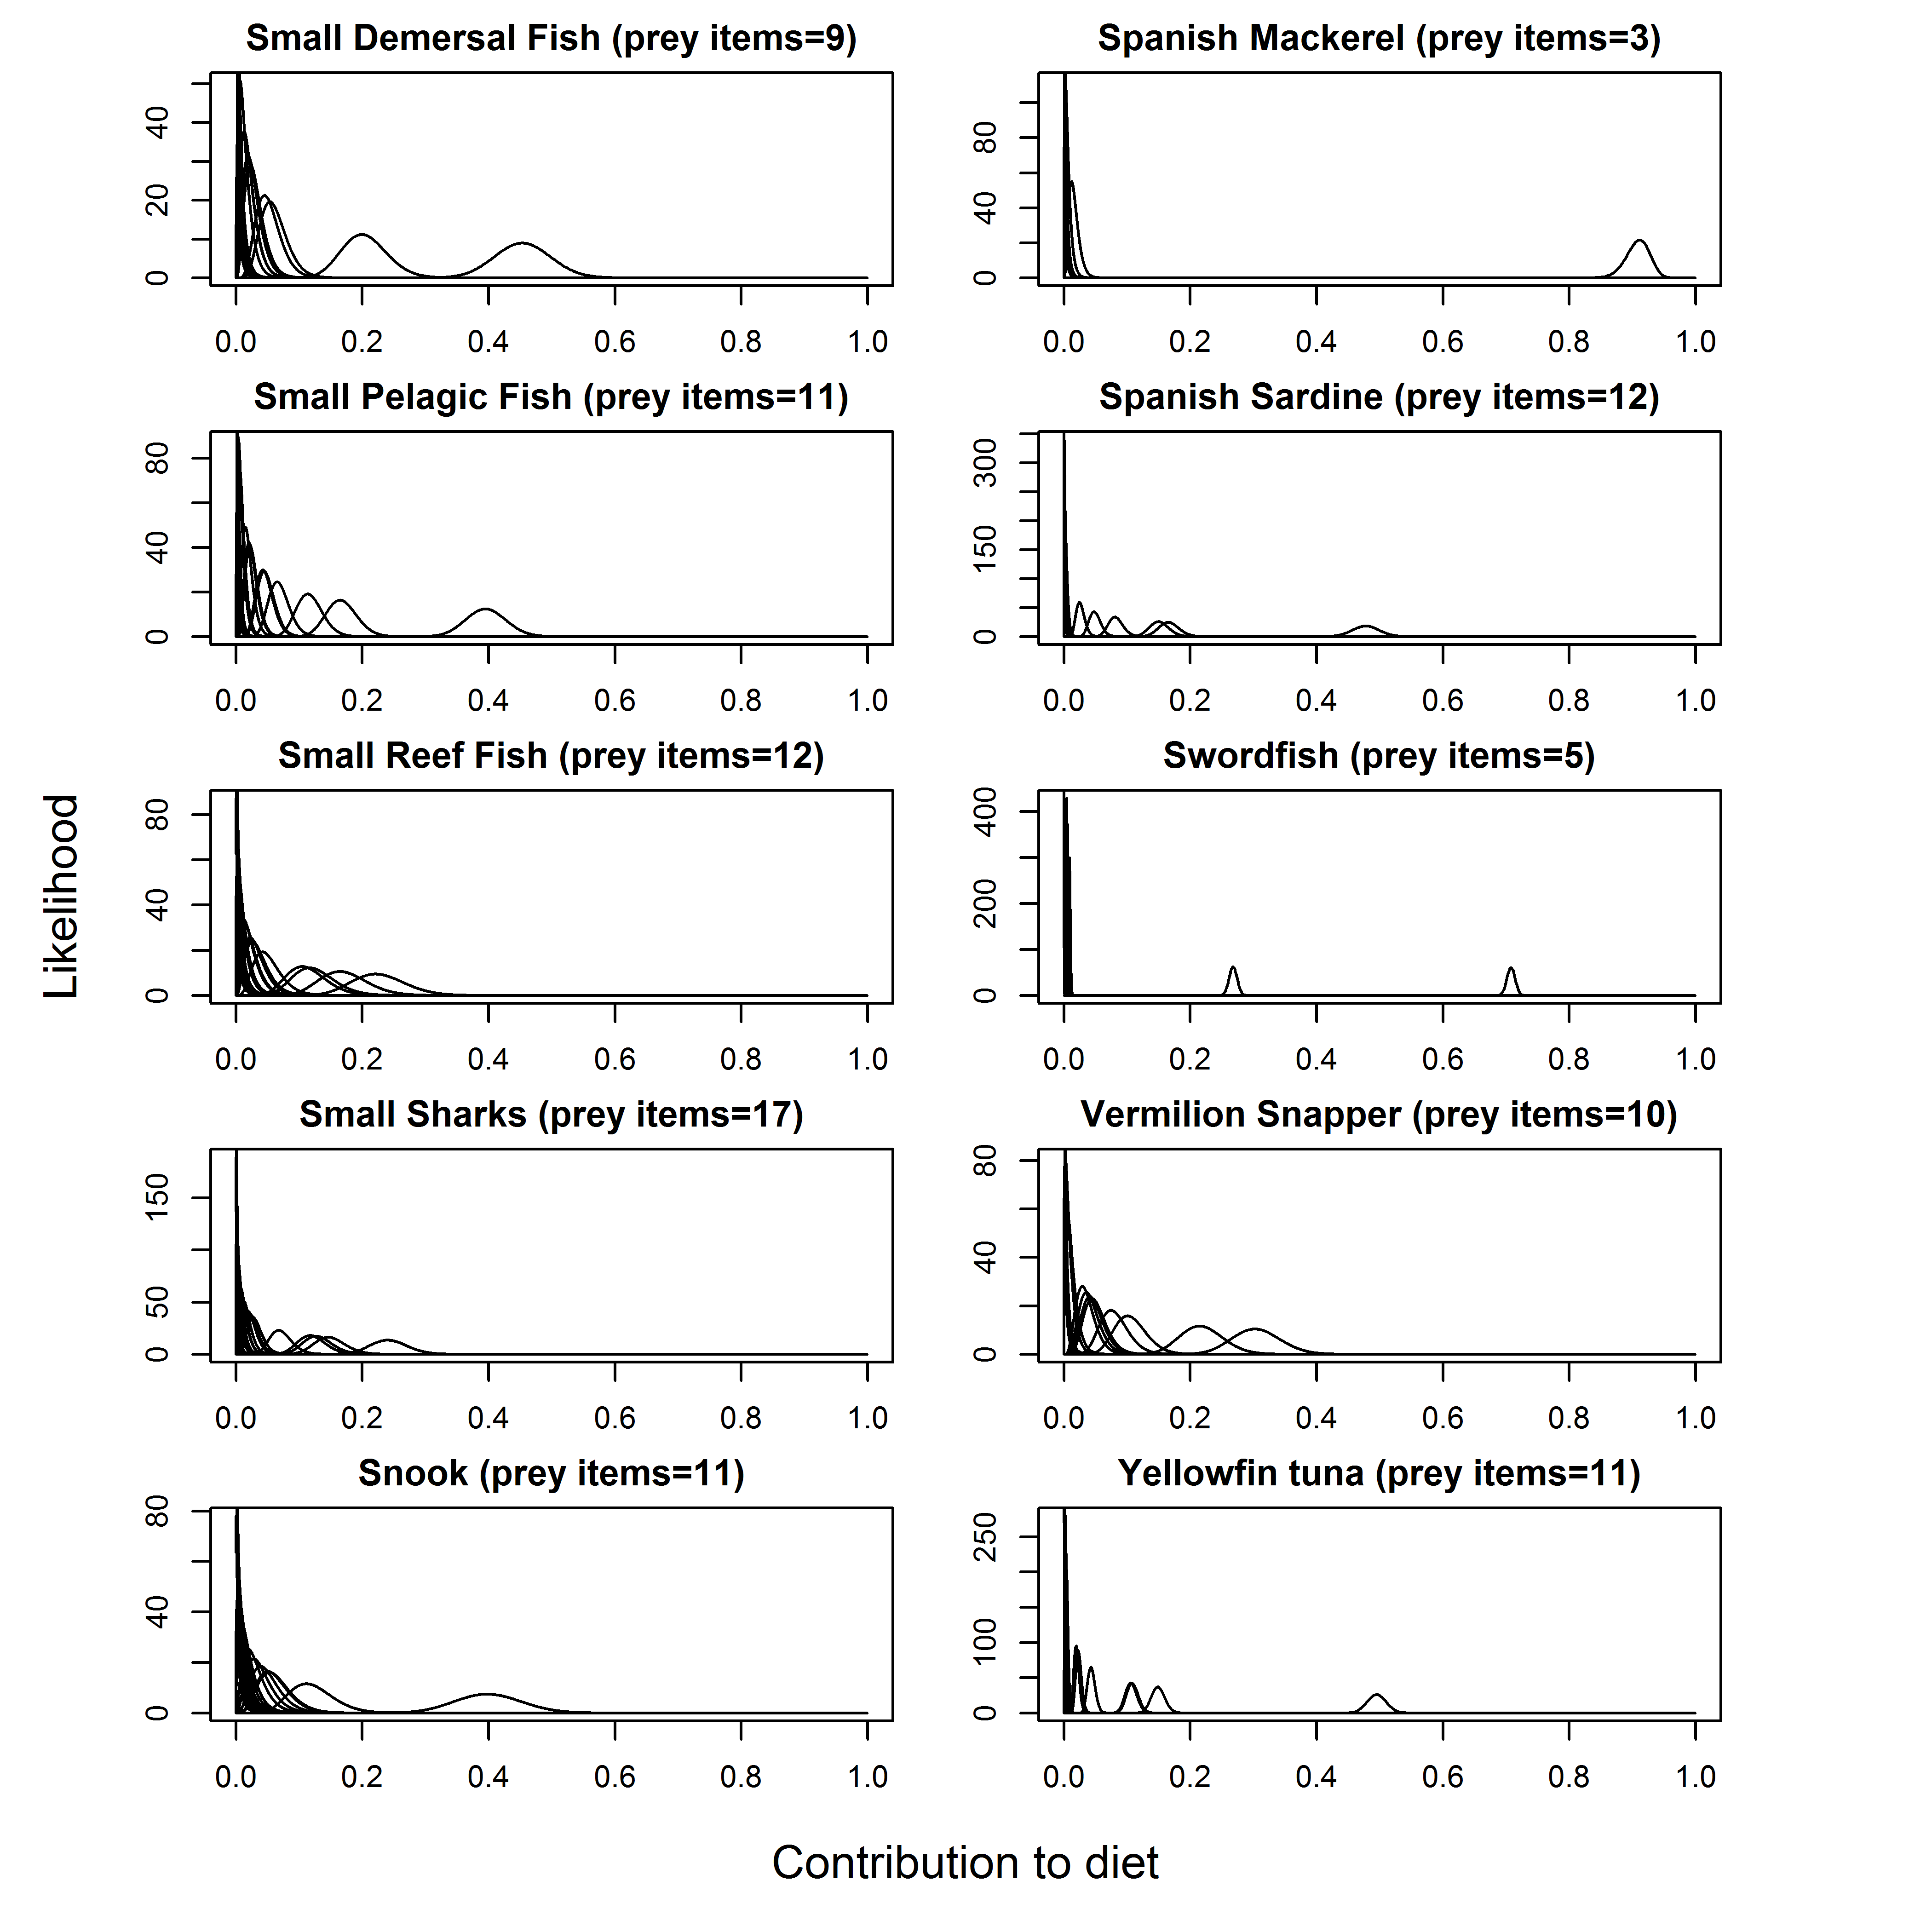 Small Demersal Fish (prey items=9)
0 20 40
0.0 0.2 0.4 0.6 0.8 1.0
Spanish Mackerel (prey items=3)
0 40 80
0.0 0.2 0.4 0.6 0.8 1.0
Small Pelagic Fish (prey items=11)
0 40 80
0.0 0.2 0.4 0.6 0.8 1.0
Spanish Sardine (prey items=12)
0 150 300
0.0 0.2 0.4 0.6 0.8 1.0
Small Reef Fish (prey items=12)
0 40 80
0.0 0.2 0.4 0.6 0.8 1.0
Swordfish (prey items=5)
0 200 400
0.0 0.2 0.4 0.6 0.8 1.0
Small Sharks (prey items=17)
0 50 150
0.0 0.2 0.4 0.6 0.8 1.0
Vermilion Snapper (prey items=10)
0 40 80
0.0 0.2 0.4 0.6 0.8 1.0
Snook (prey items=11)
0 40 80
0.0 0.2 0.4 0.6 0.8 1.0
Yellowfin tuna (prey items=11)
0 100 250
0.0 0.2 0.4 0.6 0.8 1.0
Likelihood
Contribution to diet